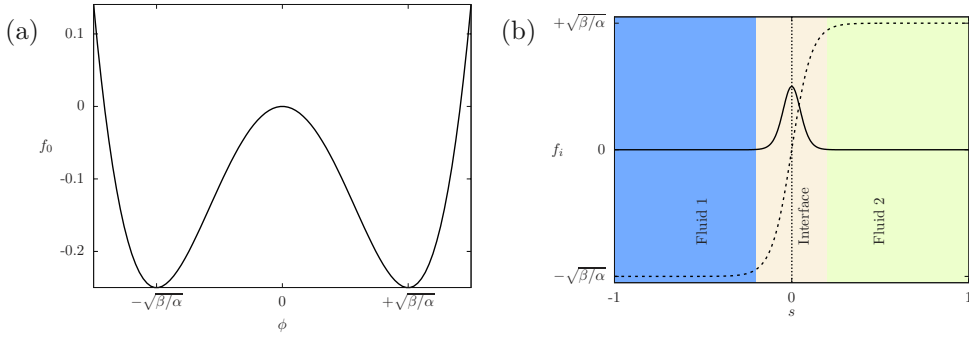 (a)
0.1
0
-0.1
-0.2
f₀
−√β/α
0
+√β/α
ϕ
(b)
+√β/α
0
−√β/α
fᵢ
Fluid 1
Interface
Fluid 2
-1
0
1
s